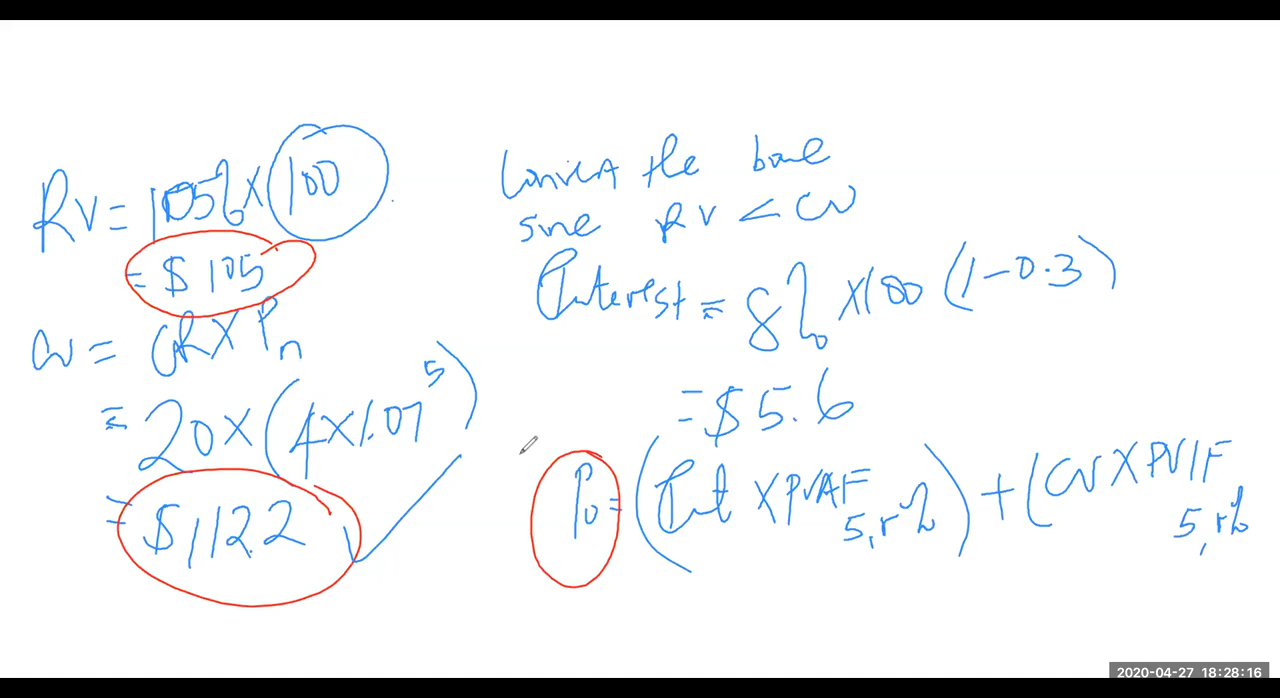 RV = 105% × 100
= $105
CV = CR × Pn
= 20 × (4 × 1.07^5)
= $112.2
Convert the
since RV < CV
Interest = 8% × 100 (1 - 0.3)
= $5.6
P0 = (Int × PVAF 5, r%) + (CV × PVIF 5, r%
2020-04-27 18:28:16